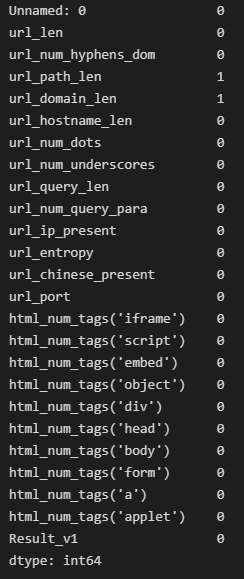 Unnamed: 0 0
url_len 0
url_num_hyphens_dom 0
url_path_len 1
url_domain_len 1
url_hostname_len 0
url_num_dots 0
url_num_underscores 0
url_query_len 0
url_num_query_para 0
url_ip_present 0
url_entropy 0
url_chinese_present 0
url_port 0
html_num_tags('iframe') 0
html_num_tags('script') 0
html_num_tags('embed') 0
html_num_tags('object') 0
html_num_tags('div') 0
html_num_tags('head') 0
html_num_tags('body') 0
html_num_tags('form') 0
html_num_tags('a') 0
html_num_tags('applet') 0
Result_v1 0
dtype: int64